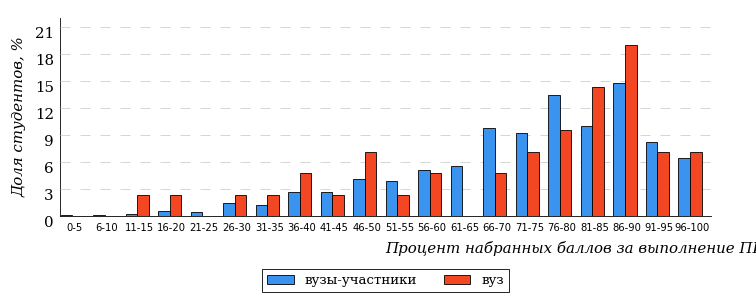 Доля студентов, %
21
18
15
12
9
6
3
0
0-5 6-10 11-15 16-20 21-25 26-30 31-35 36-40 41-45 46-50 51-55 56-60 61-65 66-70 71-75 76-80 81-85 86-90 91-95 96-100
Процент набранных баллов за выполнение
вузы-участники вуз